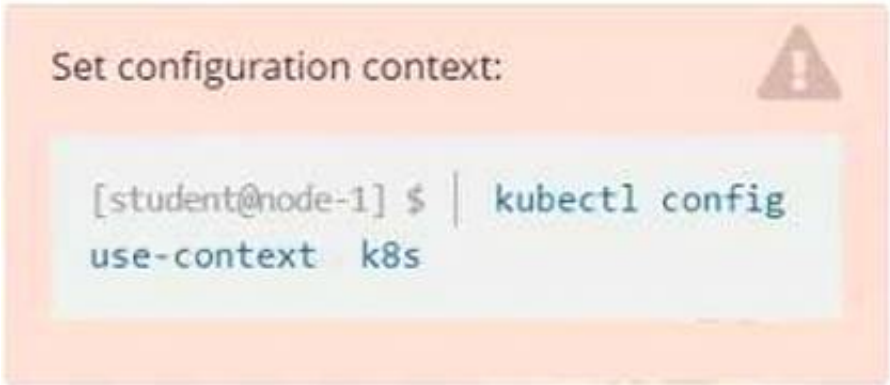 Set configuration context:
[student@node-1] $ | kubectl config
use-context k8s